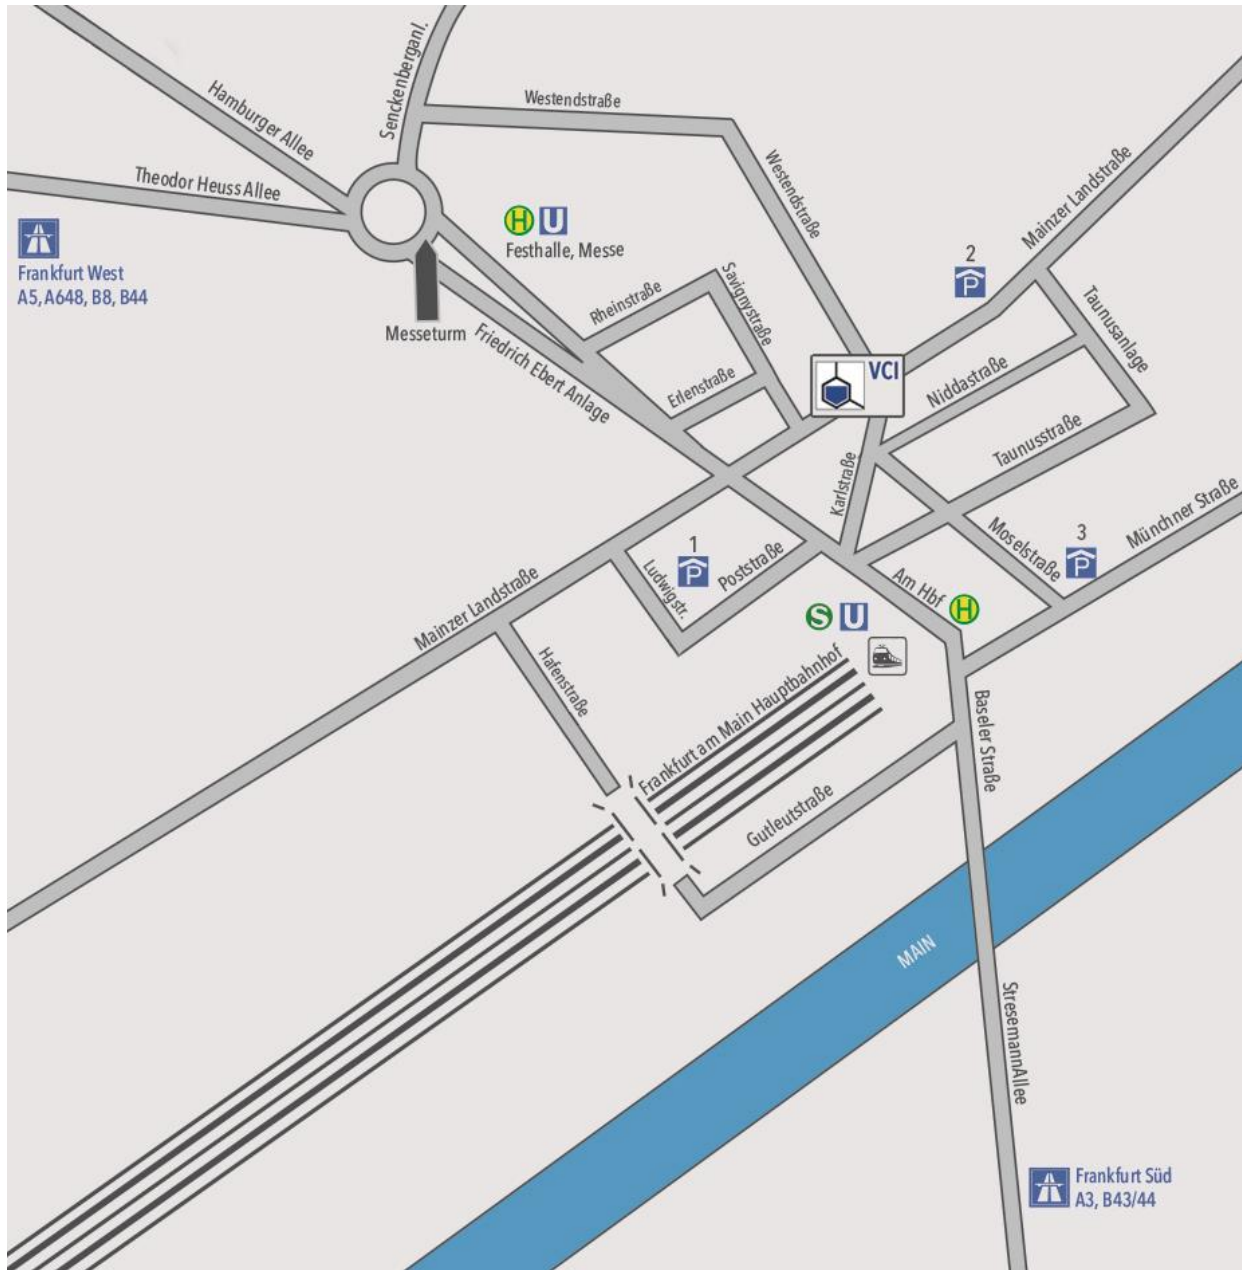 Senckenberganl.
Hamburger Allee
Westendstraße
Theodor Heuss Allee
Westendstraße
Mainzer Landstraße
H U
Festhalle, Messe
Frankfurt West
A5, A648, B8, B44
2
P
Messeturm
Rheinstraße
Savignystraße
Taunusanlage
Friedrich Ebert Anlage
Erlenstraße
VCI
Niddastraße
Taunusstraße
Karlstraße
Münchner Straße
Moselstraße
3
P
1
P
Ludwigstr.
Poststraße
Am Hbf
H
S U
Mainzer Landstraße
Hafenstraße
Frankfurt am Main Hauptbahnhof
Baseler Straße
Gutleutstraße
MAIN
StresemannAllee
Frankfurt Süd
A3, B43/44